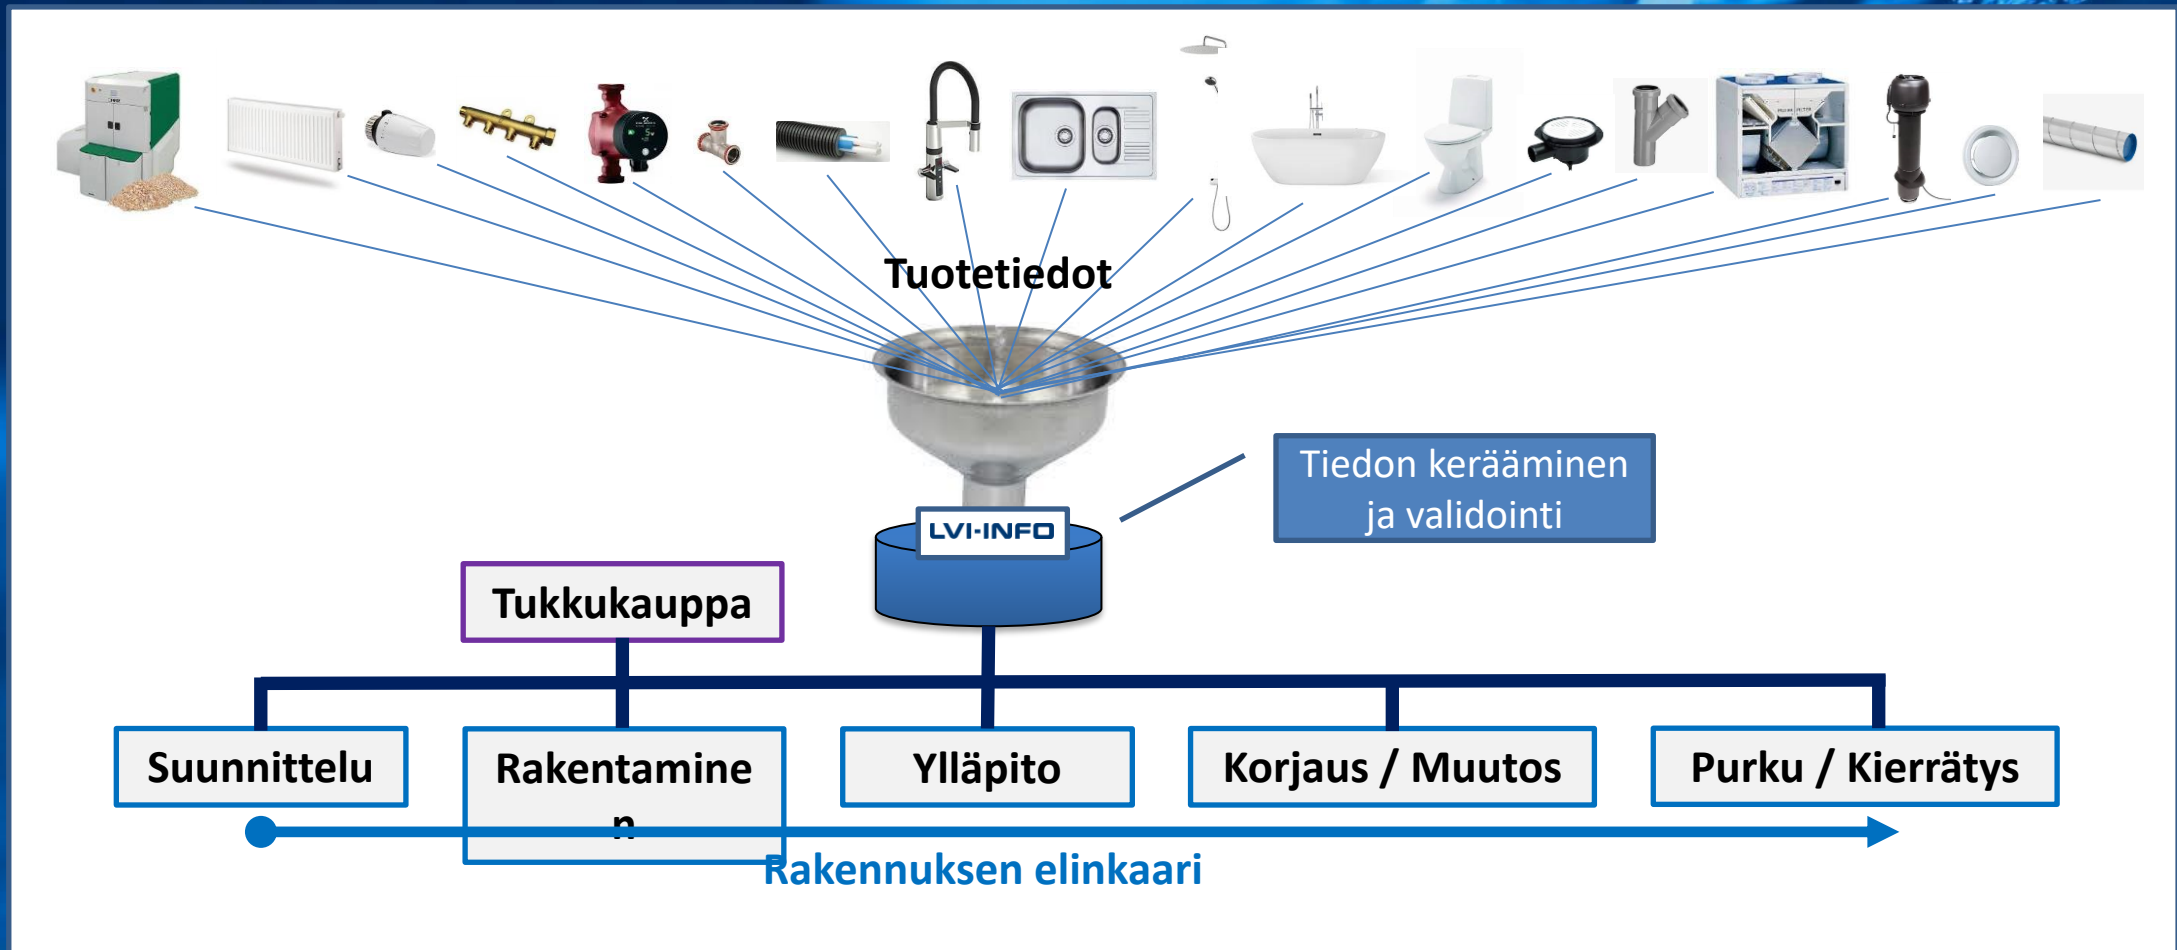 Tuotetiedot
Tiedon kerääminen
ja validointi
LVI-INFO
Tukkukauppa
Suunnittelu
Rakentamine
n
Ylläpito
Korjaus / Muutos
Purku / Kierrätys
Rakennuksen elinkaari